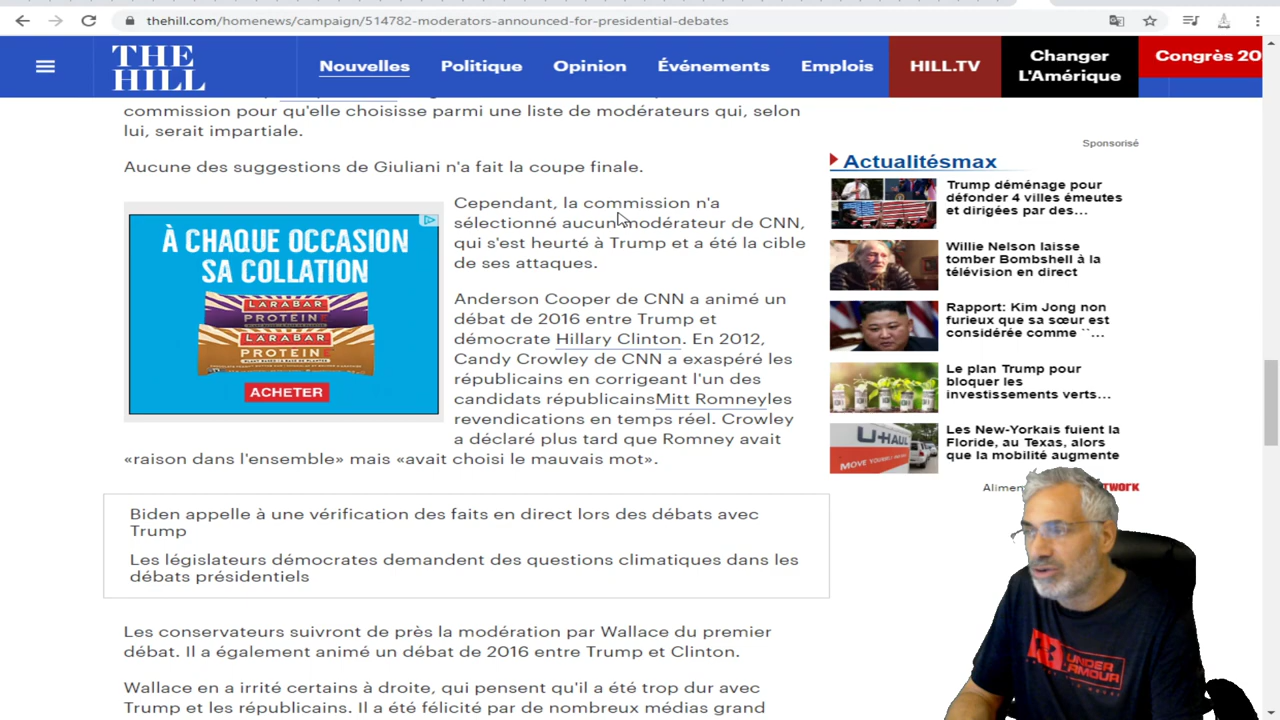 thehill.com/homenews/campaign/514782-moderators-announced-for-presidential-debates
THE
HILL
Nouvelles
Politique
Opinion
Événements
Emplois
HILL.TV
Changer
L'Amérique
Congrès 20
commission pour qu'elle choisisse parmi une liste de modérateurs qui, selon
lui, serait impartiale.
Aucune des suggestions de Giuliani n'a fait la coupe finale.
À CHAQUE OCCASION
SA COLLATION
LARABAR
PROTEIN
LARABAR
PROTEIN
ACHETER
Cependant, la commission n'a
sélectionné aucun modérateur de CNN,
qui s'est heurté à Trump et a été la cible
de ses attaques.
Anderson Cooper de CNN a animé un
débat de 2016 entre Trump et
démocrate Hillary Clinton. En 2012,
Candy Crowley de CNN a exaspéré les
républicains en corrigeant l'un des
candidats républicainsMitt Romneyles
revendications en temps réel. Crowley
a déclaré plus tard que Romney avait
«raison dans l'ensemble» mais «avait choisi le mauvais mot».
Biden appelle à une vérification des faits en direct lors des débats avec
Trump
Les législateurs démocrates demandent des questions climatiques dans les
débats présidentiels
Les conservateurs suivront de près la modération par Wallace du premier
débat. Il a également animé un débat de 2016 entre Trump et Clinton.
Wallace en a irrité certains à droite, qui pensent qu'il a été trop dur avec
Trump et les républicains. Il a été félicité par de nombreux médias grand
Sponsorisé
Actualitésmax
Trump déménage pour
défonder 4 villes émeutes
et dirigées par des...
Willie Nelson laisse
tomber Bombshell à la
télévision en direct
Rapport: Kim Jong non
furieux que sa sœur est
considérée comme ``...
Le plan Trump pour
bloquer les
investissements verts...
U-HAUL
MOVE YOURSELF
Les New-Yorkais fuient la
Floride, au Texas, alors
que la mobilité augmente
UNDER
ARMOUR